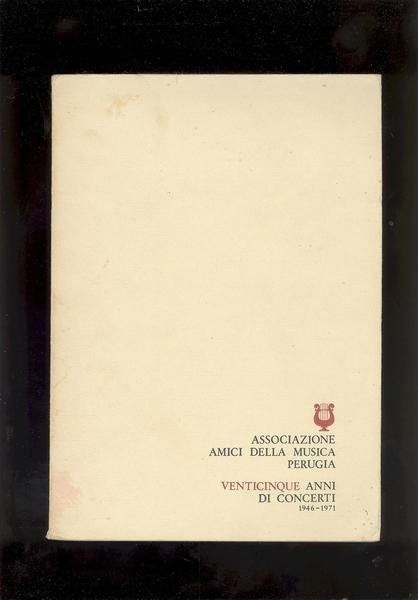 ASSOCIAZIONE
AMICI DELLA MUSICA
PERUGIA
VENTICINQUE ANNI
DI CONCERTI
1946-1971